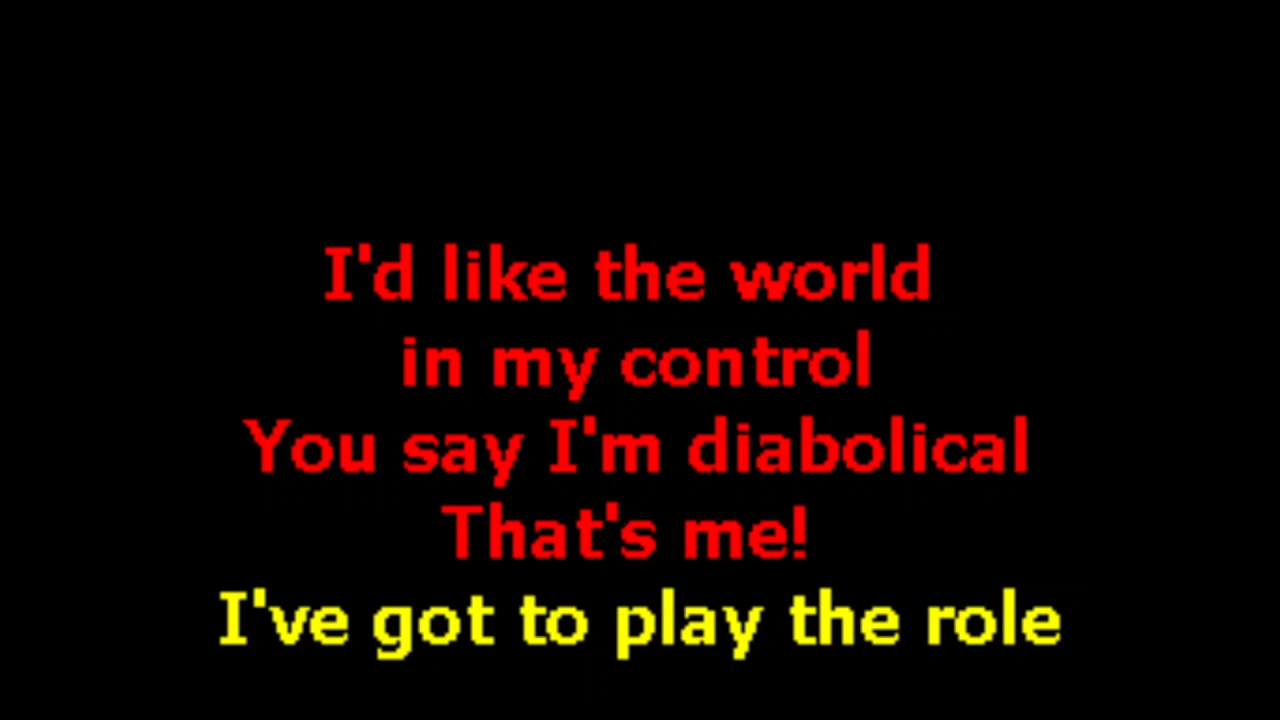 I'd like the world
in my control
You say I'm diabolical
That's me!
I've got to play the role